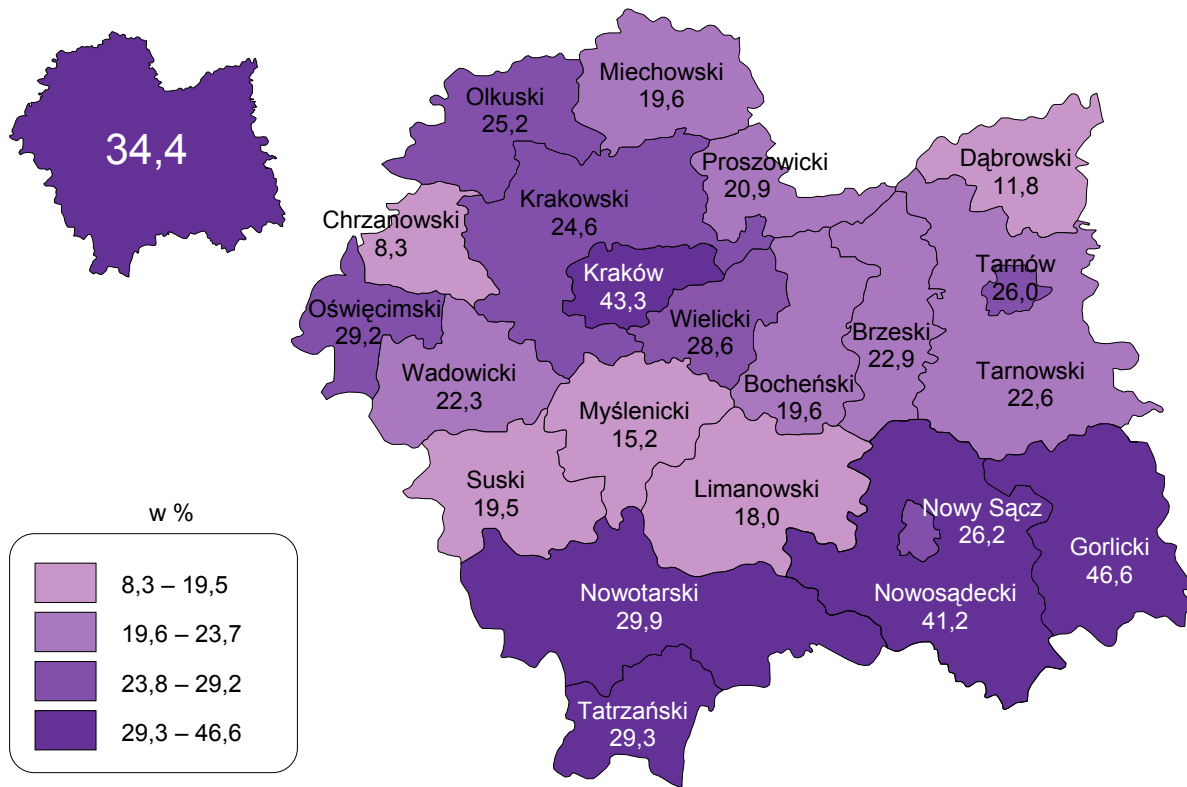 34,4
Miechowski
19,6
Olkuski
25,2
Proszowicki
20,9
Dąbrowski
11,8
Krakowski
24,6
Chrzanowski
8,3
Kraków
43,3
Tarnów
26,0
Oświęcimski
29,2
Wielicki
28,6
Brzeski
22,9
Wadowicki
22,3
Bocheński
19,6
Tarnowski
22,6
Myślenicki
15,2
Suski
19,5
Limanowski
18,0
Nowy Sącz
26,2
Gorlicki
46,6
Nowotarski
29,9
Nowosądecki
41,2
Tatrzański
29,3
w %
8,3 – 19,5
19,6 – 23,7
23,8 – 29,2
29,3 – 46,6